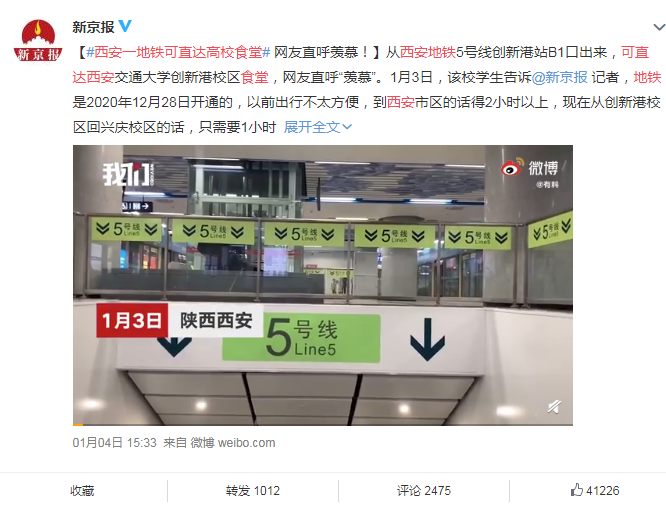 新京报
新京报
【#西安一地铁可直达高校食堂# 网友直呼羡慕！】从西安地铁5号线创新港站B1口出来，可直
达西安交通大学创新港校区食堂，网友直呼“羡慕”。1月3日，该校学生告诉@新京报 记者，地铁
是2020年12月28日开通的，以前出行不太方便，到西安市区的话得2小时以上，现在从创新港校
区回兴庆校区的话，只需要1小时 展开全文
我们
微博
@有料
5号线 Line5
5号线 Line5
5号线 Line5
5号线 Line5
5号线 Line5
5号线 Line5
1月3日 陕西西安
5号线
Line5
01月04日 15:33 来自 微博 weibo.com
收藏 转发 1012 评论 2475 41226